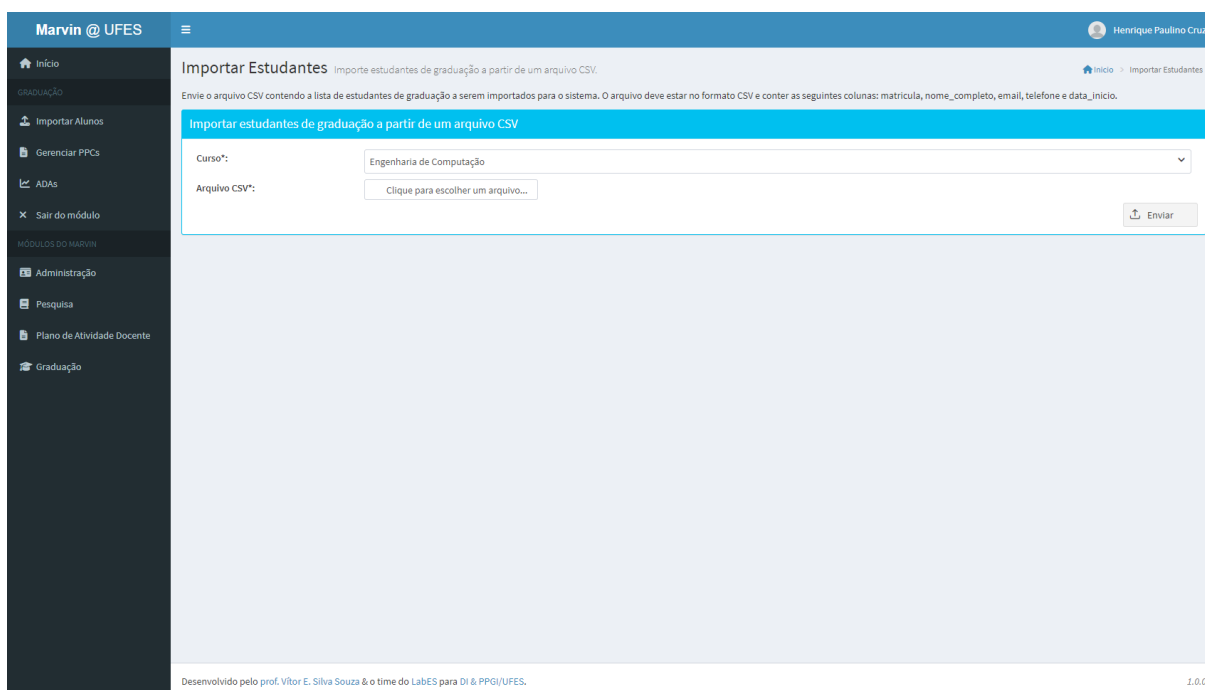 Marvin @ UFES
Henrique Paulino Cruz
Início
GRADUAÇÃO
Importar Alunos
Gerenciar PPCs
ADAs
Sair do módulo
MÓDULOS DO MARVIN
Administração
Pesquisa
Plano de Atividade Docente
Graduação
Importar Estudantes Importe estudantes de graduação a partir de um arquivo CSV.
Inicio > Importar Estudantes
Envie o arquivo CSV contendo a lista de estudantes de graduação a serem importados para o sistema. O arquivo deve estar no formato CSV e conter as seguintes colunas: matricula, nome_completo, email, telefone e data_inicio.
Importar estudantes de graduação a partir de um arquivo CSV
Curso*:
Engenharia de Computação
Arquivo CSV*:
Clique para escolher um arquivo...
Enviar
Desenvolvido pelo prof. Vítor E. Silva Souza & o time do LabES para DI & PPGI/UFES.
1.0.0